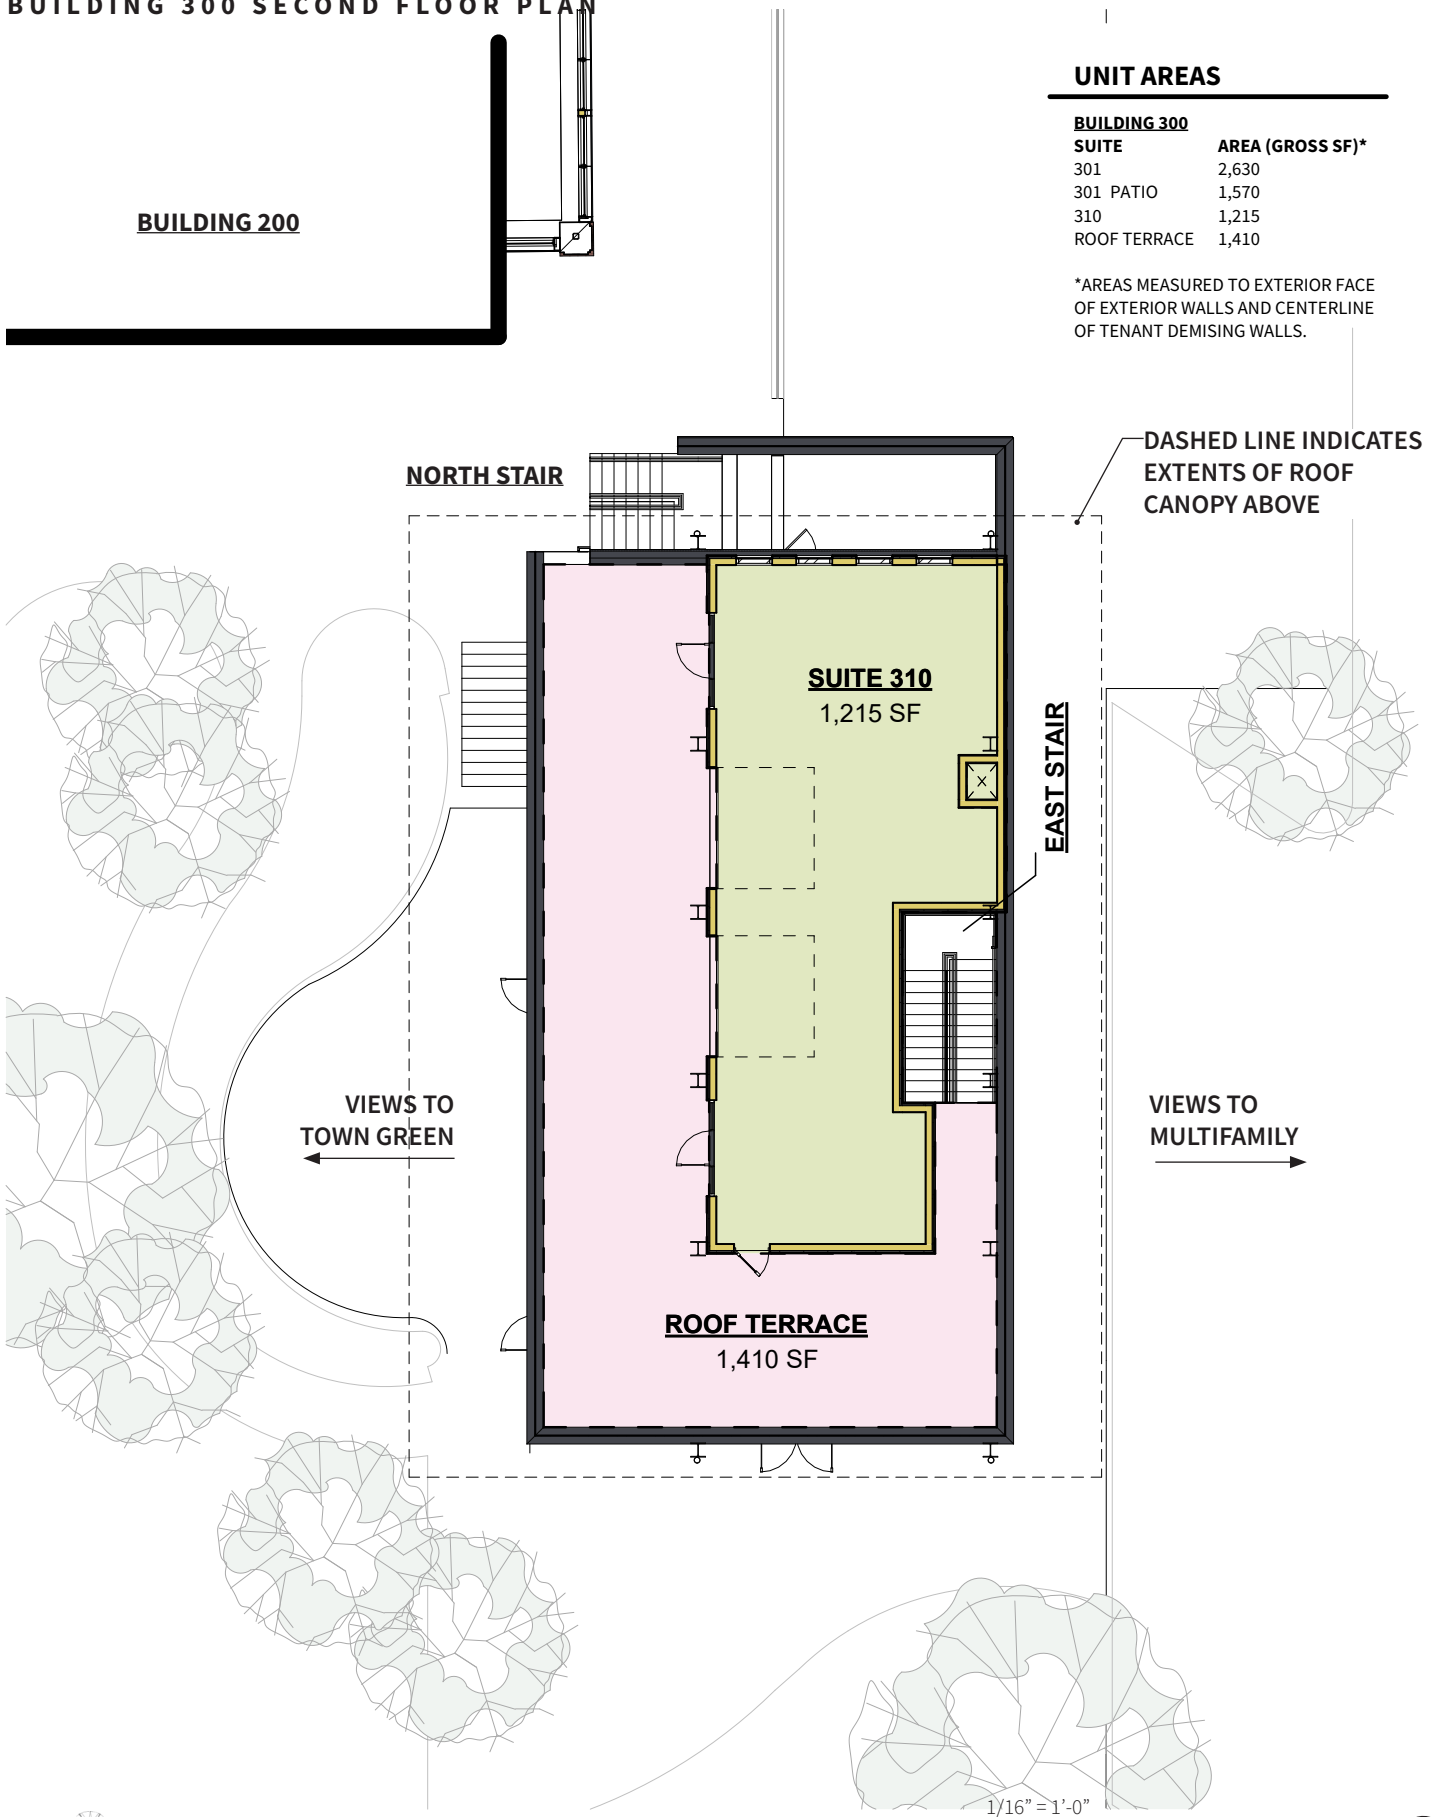 BUILDING 300 SECOND FLOOR PLAN
UNIT AREAS
BUILDING 300
SUITE AREA (GROSS SF)*
301 2,630
301 PATIO 1,570
310 1,215
ROOF TERRACE 1,410
*AREAS MEASURED TO EXTERIOR FACE
OF EXTERIOR WALLS AND CENTERLINE
OF TENANT DEMISING WALLS.
BUILDING 200
DASHED LINE INDICATES
EXTENTS OF ROOF
CANOPY ABOVE
NORTH STAIR
SUITE 310
1,215 SF
EAST STAIR
VIEWS TO
TOWN GREEN
VIEWS TO
MULTIFAMILY
ROOF TERRACE
1,410 SF
1/16” = 1’-0”